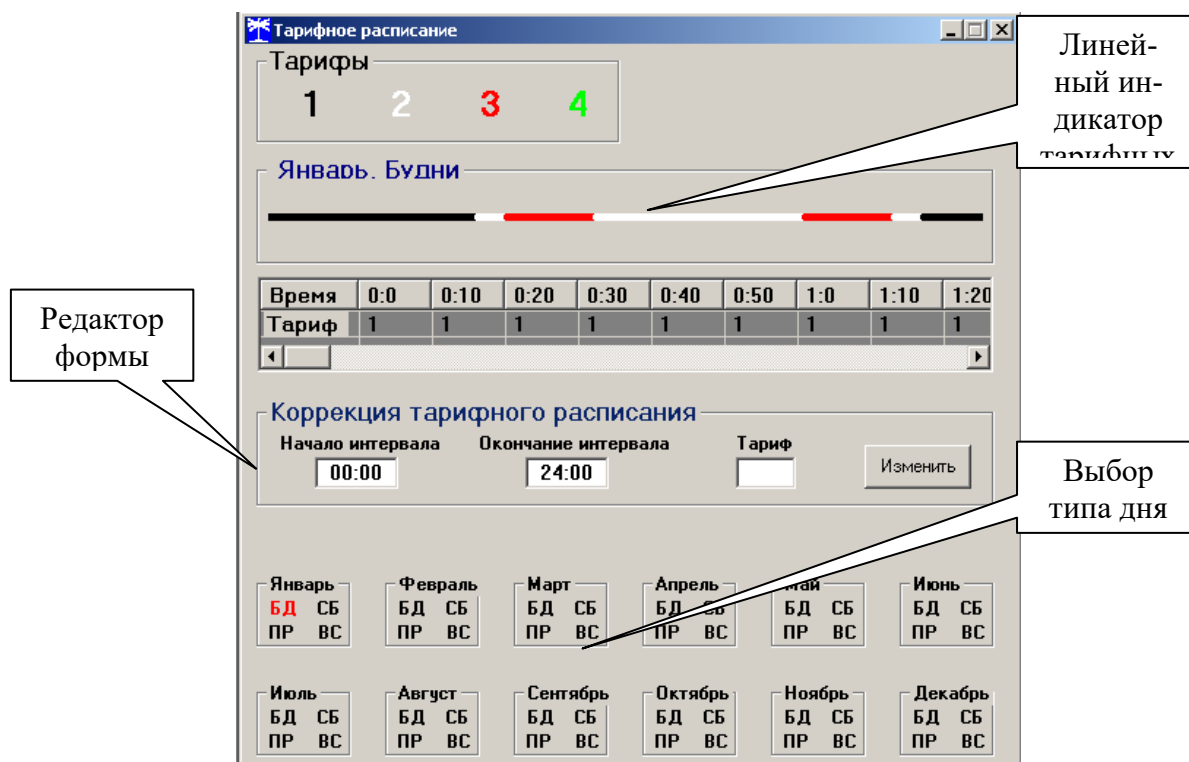 Тарифное расписание
Тарифы
1 2 3 4
Линей-
ный ин-
дикатор
тарифных
Январь. Будни
Время 0:0 0:10 0:20 0:30 0:40 0:50 1:0 1:10 1:20
Тариф 1 1 1 1 1 1 1 1 1
Редактор
формы
Коррекция тарифного расписания
Начало интервала Окончание интервала Тариф
00:00 24:00 Изменить
Выбор
типа дня
Январь Февраль Март Апрель Май Июнь
БД СБ БД СБ БД СБ БД СБ БД СБ БД СБ
ПР ВС ПР ВС ПР ВС ПР ВС ПР ВС ПР ВС
Июль Август Сентябрь Октябрь Ноябрь Декабрь
БД СБ БД СБ БД СБ БД СБ БД СБ БД СБ
ПР ВС ПР ВС ПР ВС ПР ВС ПР ВС ПР ВС